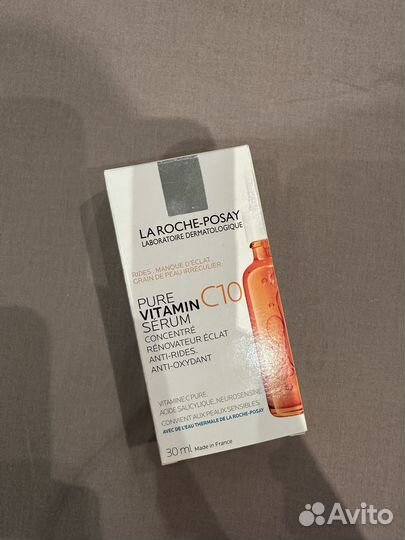 LA ROCHE-POSAY
LABORATOIRE DERMATOLOGIQUE
RIDES, MANQUE D'ÉCLAT,
GRAIN DE PEAU IRRÉGULIER.
PURE
VITAMIN C10
SÉRUM
CONCENTRÉ
RÉNOVATEUR ÉCLAT
ANTI-RIDES,
ANTI-OXYDANT
VITAMINE C PURE,
ACIDE SALICYLIQUE, NEUROSENSINE.
CONVIENT AUX PEAUX SENSIBLES.
AVEC DE L'EAU THERMALE DE LA ROCHE-POSAY
30 ml Made in France
Avito